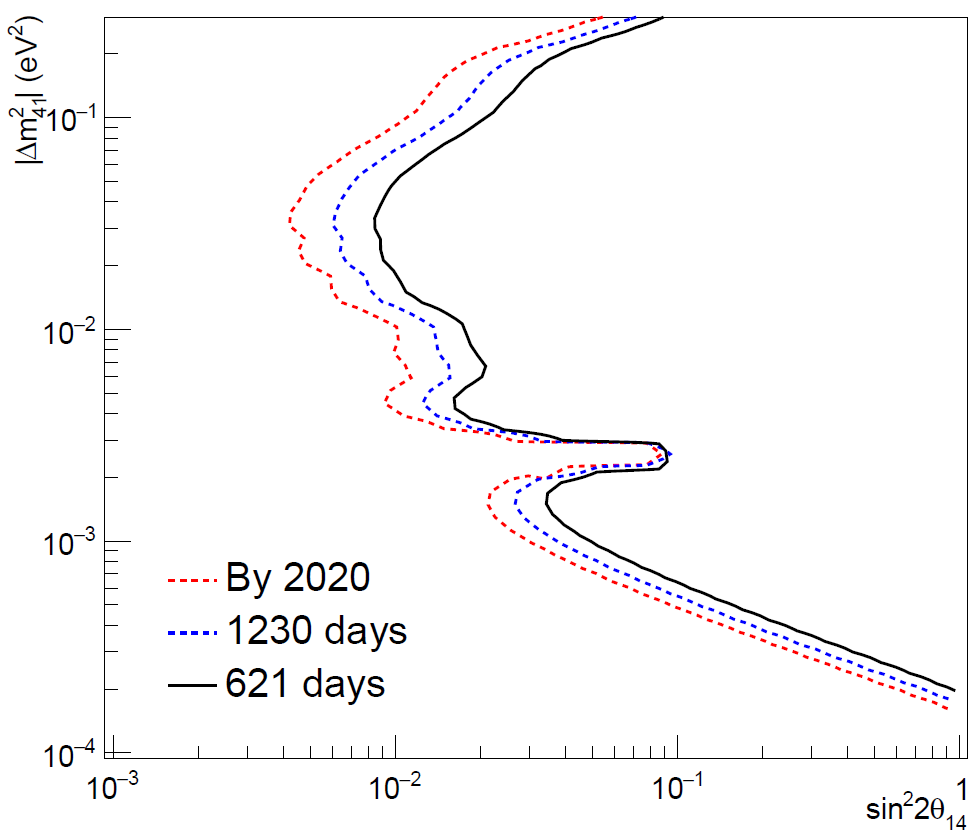 |Δm²₄₁| (eV²)
10⁻¹
10⁻²
10⁻³
10⁻⁴
By 2020
1230 days
621 days
10⁻³ 10⁻² 10⁻¹ 1
sin²2θ₁₄